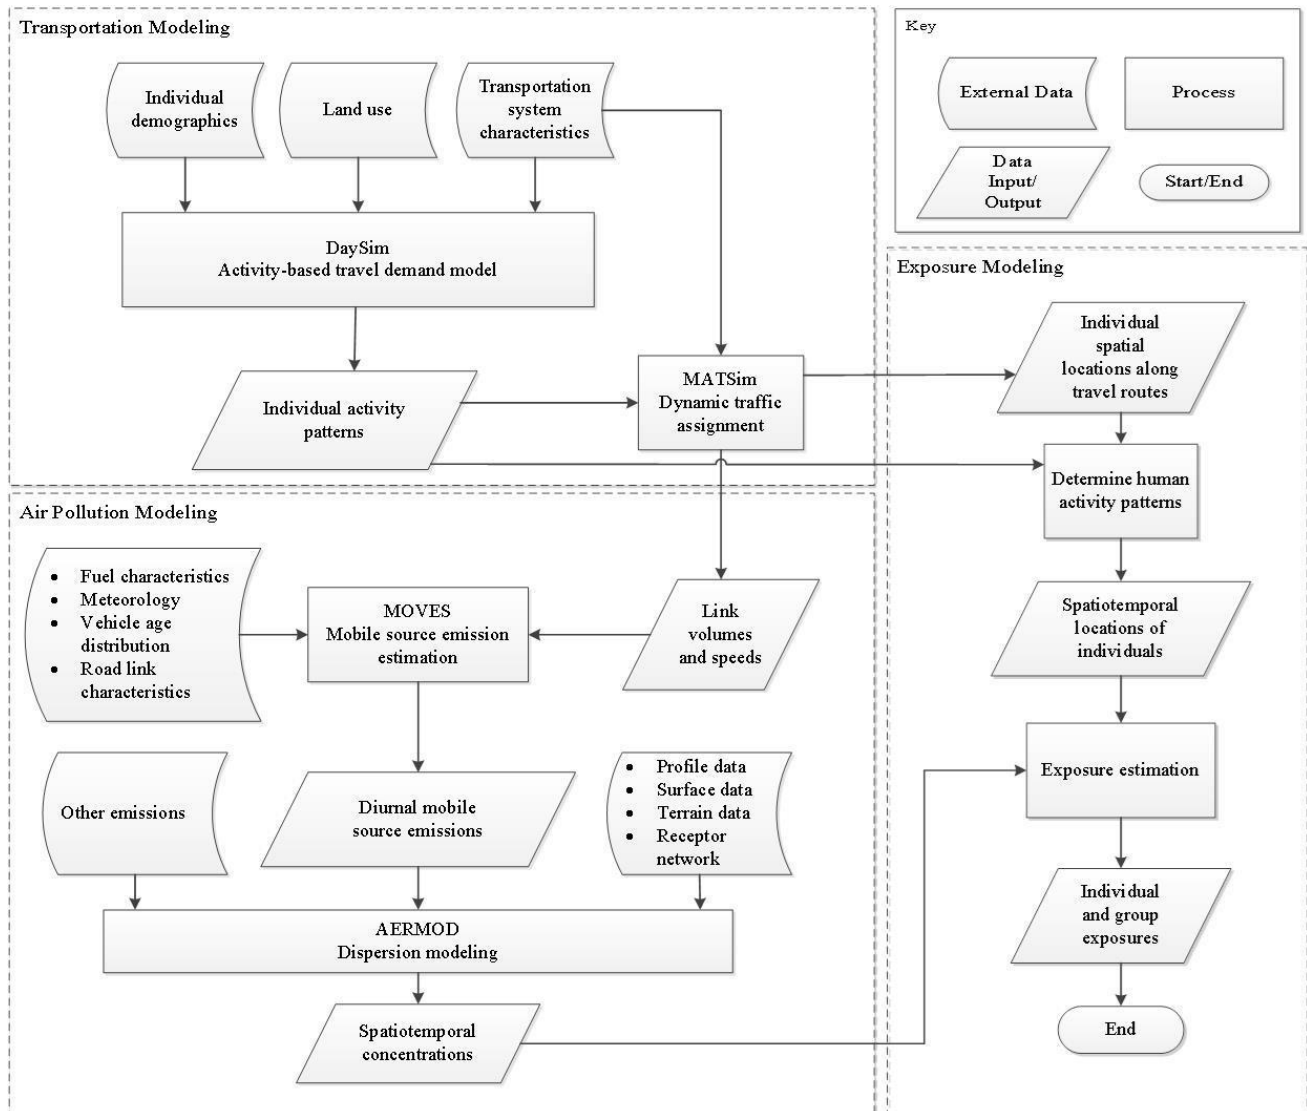 Transportation Modeling
Individual
demographics
Land use
Transportation
system
characteristics
DaySim
Activity-based travel demand model
Individual activity
patterns
MATSim
Dynamic traffic
assignment
Key
External Data
Process
Data
Input/
Output
Start/End
Air Pollution Modeling
• Fuel characteristics
• Meteorology
• Vehicle age
distribution
• Road link
characteristics
MOVES
Mobile source emission
estimation
Link
volumes
and speeds
Other emissions
Diurnal mobile
source emissions
• Profile data
• Surface data
• Terrain data
• Receptor
network
AERMOD
Dispersion modeling
Spatiotemporal
concentrations
Exposure Modeling
Individual
spatial
locations along
travel routes
Determine human
activity patterns
Spatiotemporal
locations of
individuals
Exposure estimation
Individual
and group
exposures
End